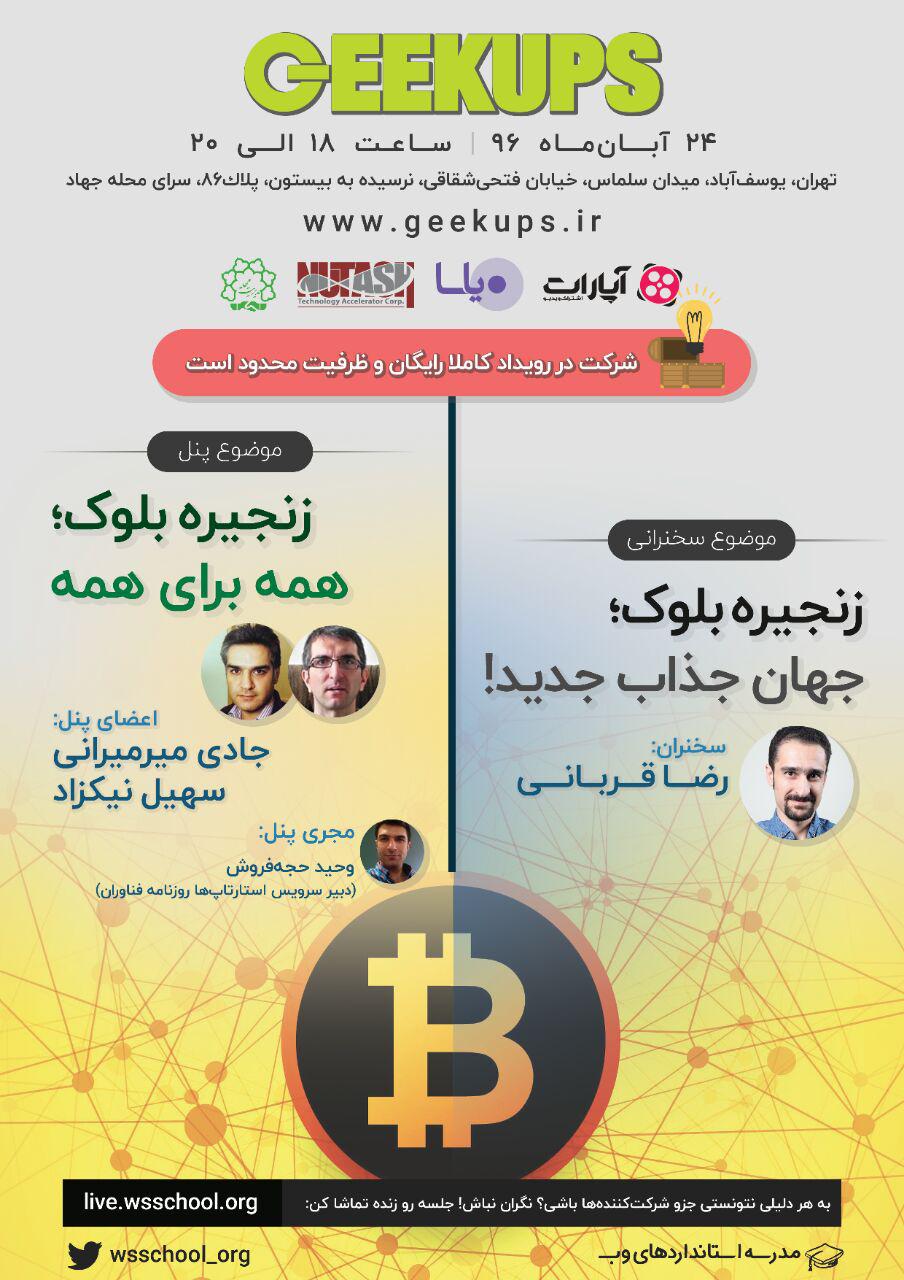 GEEKUPS
۲۴ آبان‌ماه ۹۶ | ساعت ۱۸ الی ۲۰
تهران، یوسف‌آباد، میدان سلماس، خیابان فتحی‌شقاقی، نرسیده به بیستون، پلاک۸۶، سرای محله جهاد
www.geekups.ir
آپارات
اشتراک ویدیو
یاسا
NUTASH
Technology Accelerator Corp.
شرکت در رویداد کاملا رایگان و ظرفیت محدود است
موضوع سخنرانی
زنجیره بلوک؛
جهان جذاب جدید!
سخنران:
رضا قربانی
موضوع پنل
زنجیره بلوک؛
همه برای همه
اعضای پنل:
جادی میرمیرانی
سهیل نیکزاد
مجری پنل:
وحید حجه‌فروش
(دبیر سرویس استارتاپ‌ها روزنامه فناوران)
به هر دلیلی نتونستی جزو شرکت‌کننده‌ها باشی؟ نگران نباش! جلسه رو زنده تماشا کن: live.wsschool.org
مدرسه استانداردهای وب
wsschool_org